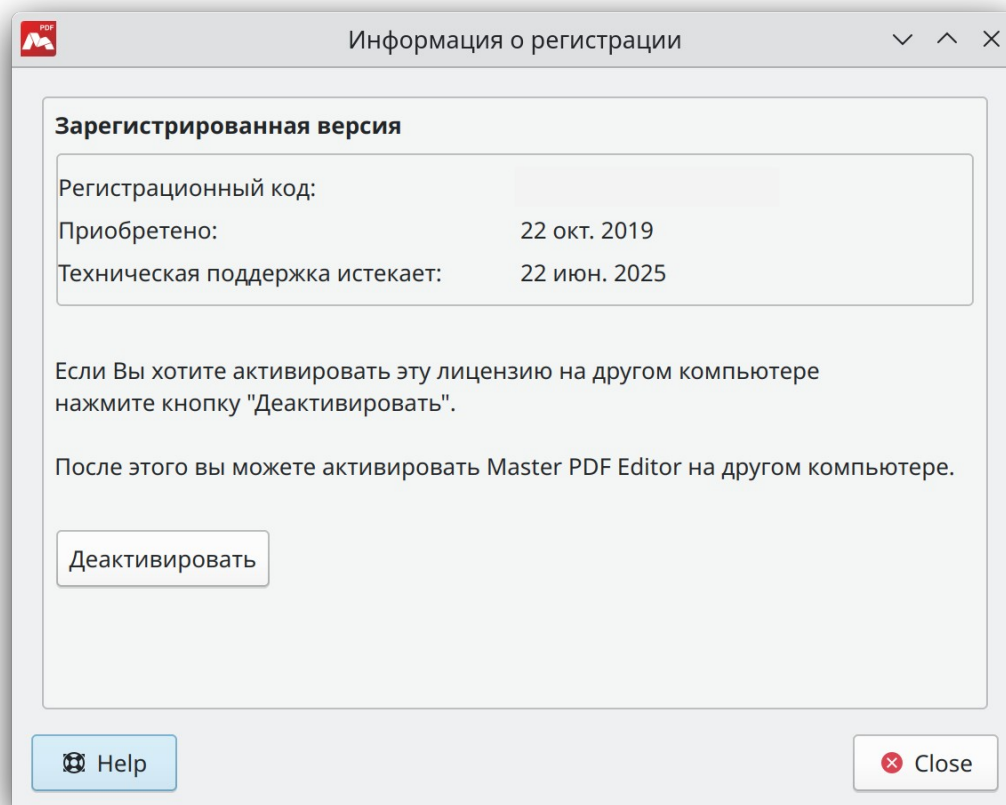 PDF
Информация о регистрации
Зарегистрированная версия
Регистрационный код:
Приобретено: 22 окт. 2019
Техническая поддержка истекает: 22 июн. 2025
Если Вы хотите активировать эту лицензию на другом компьютере
нажмите кнопку "Деактивировать".
После этого вы можете активировать Master PDF Editor на другом компьютере.
Деактивировать
Help Close